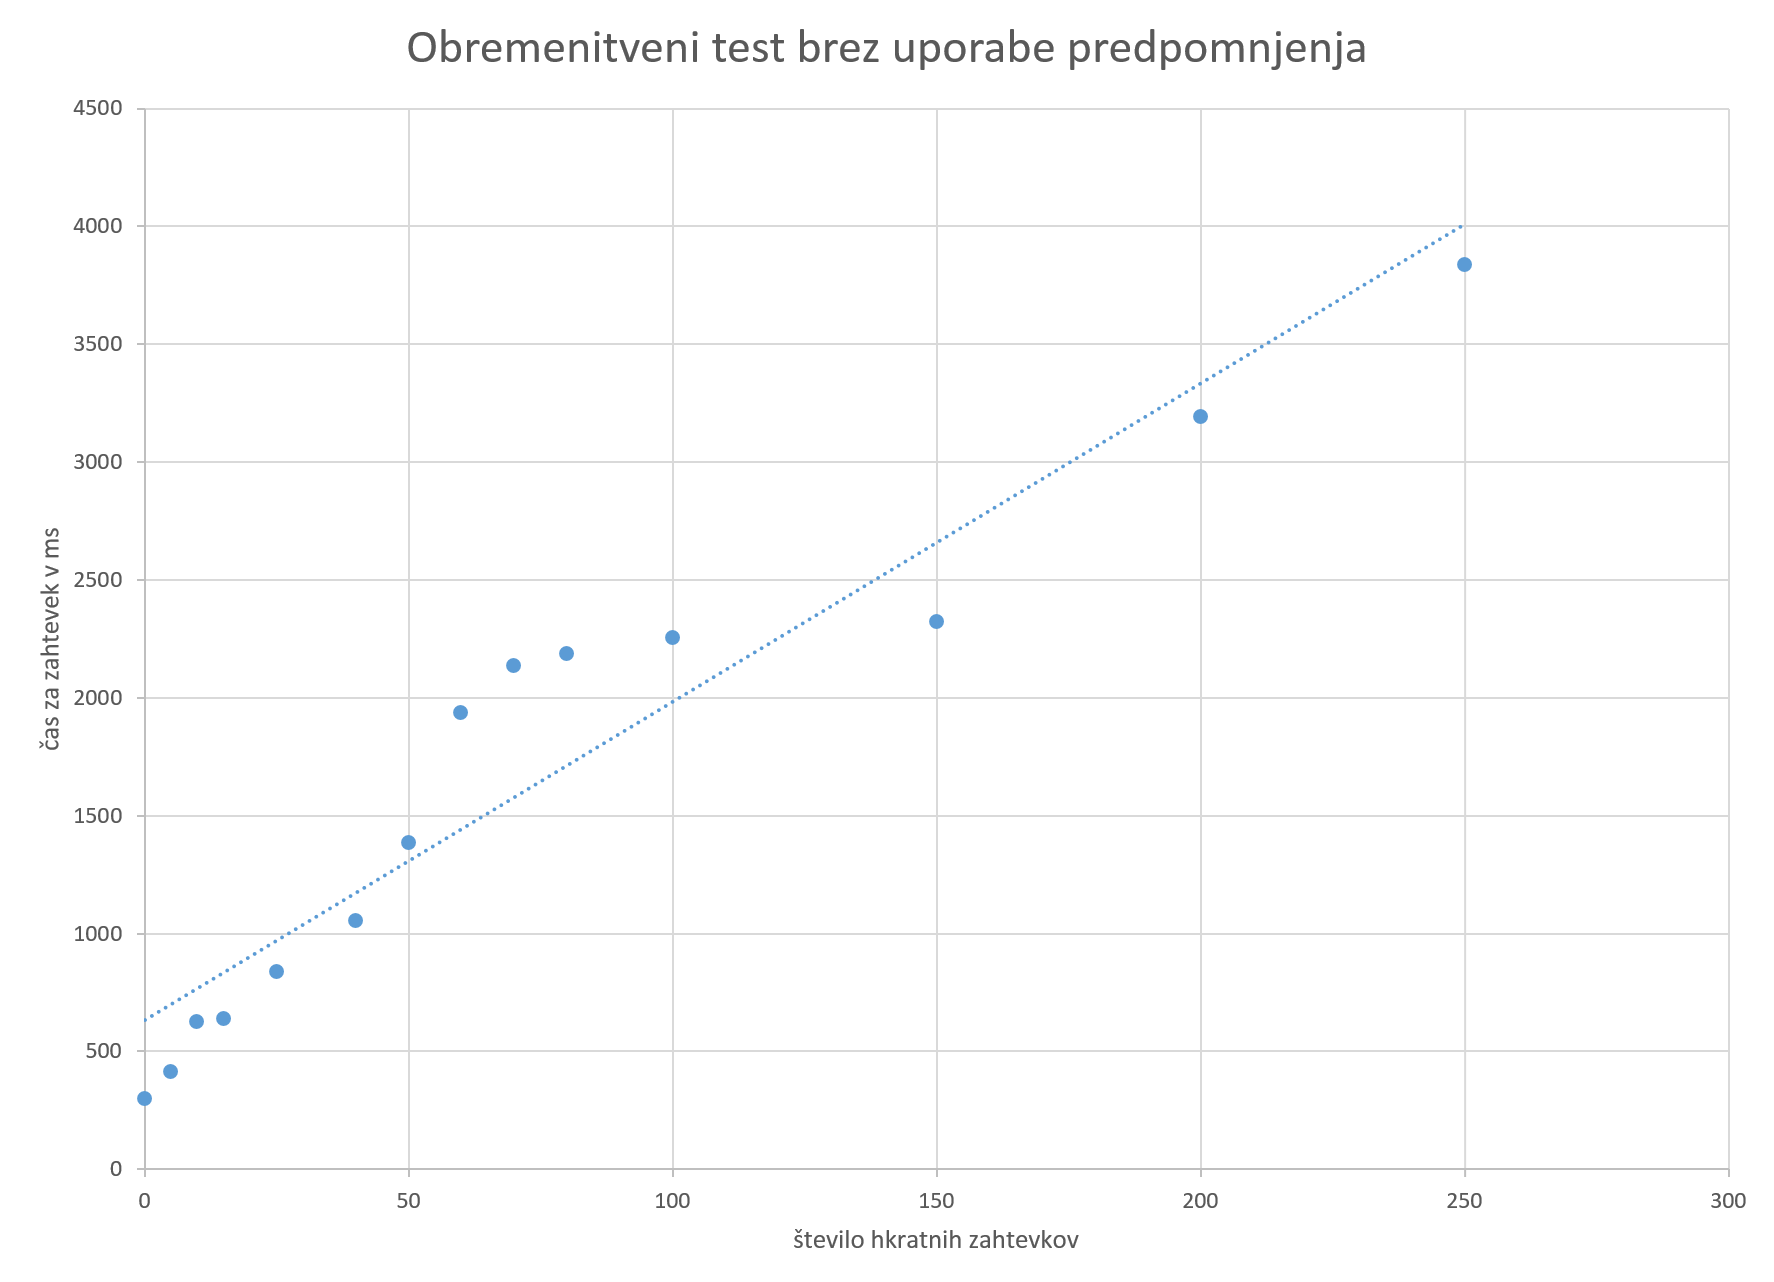 Obremenitveni test brez uporabe predpomnjenja
4500
4000
3500
3000
2500
2000
1500
1000
500
0
čas za zahtevek v ms
0 50 100 150 200 250 300
število hkratnih zahtevkov